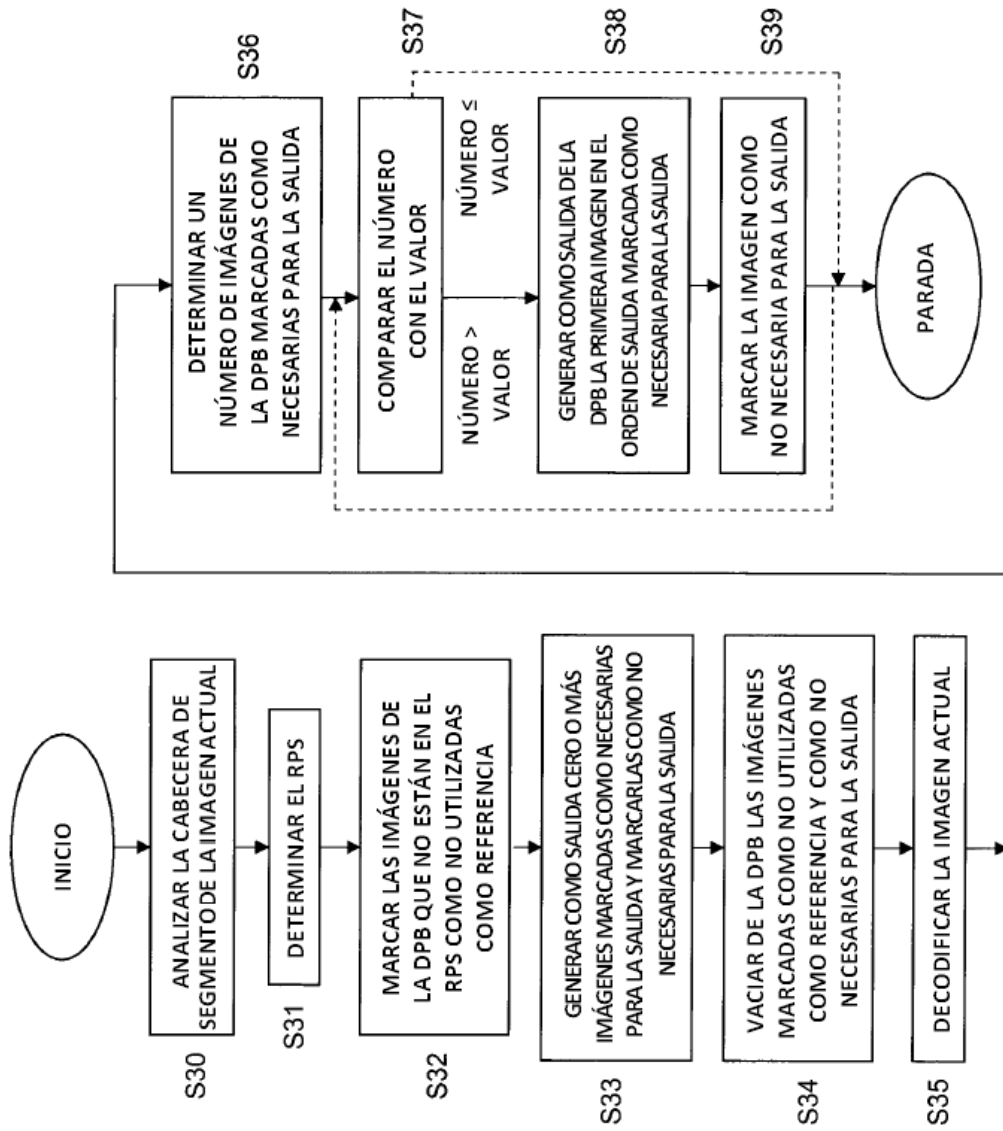 INICIO
S30
ANALIZAR LA CABECERA DE
SEGMENTO DE LA IMAGEN ACTUAL
S31
DETERMINAR EL RPS
S32
MARCAR LAS IMÁGENES DE
LA DPB QUE NO ESTÁN EN EL
RPS COMO NO UTILIZADAS
COMO REFERENCIA
S33
GENERAR COMO SALIDA CERO O MÁS
IMÁGENES MARCADAS COMO NECESARIAS
PARA LA SALIDA Y MARCARLAS COMO NO
NECESARIAS PARA LA SALIDA
S34
VACIAR DE LA DPB LAS IMÁGENES
MARCADAS COMO NO UTILIZADAS
COMO REFERENCIA Y COMO NO
NECESARIAS PARA LA SALIDA
S35
DECODIFICAR LA IMAGEN ACTUAL
S36
DETERMINAR UN
NÚMERO DE IMÁGENES DE
LA DPB MARCADAS COMO
NECESARIAS PARA LA SALIDA
S37
COMPARAR EL NÚMERO
CON EL VALOR
NÚMERO >
VALOR
NÚMERO ≤
VALOR
S38
GENERAR COMO SALIDA DE LA
DPB LA PRIMERA IMAGEN EN EL
ORDEN DE SALIDA MARCADA COMO
NECESARIA PARA LA SALIDA
S39
MARCAR LA IMAGEN COMO
NO NECESARIA PARA LA SALIDA
PARADA